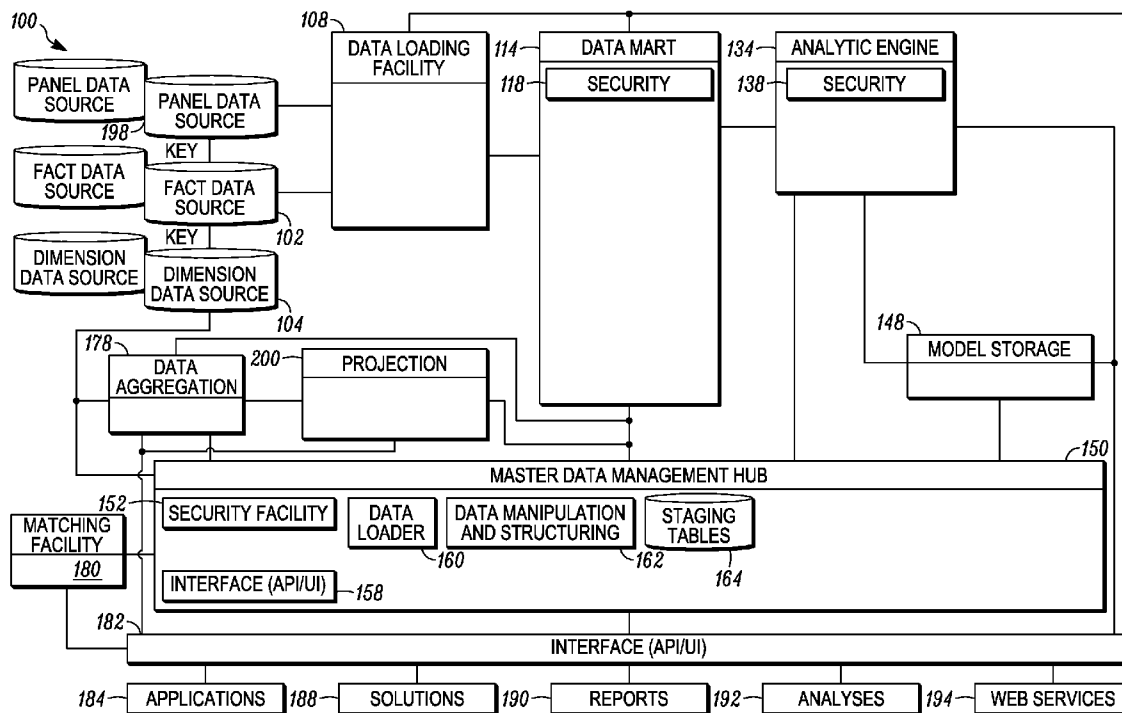 100
PANEL DATA
SOURCE
198
PANEL DATA
SOURCE
KEY
FACT DATA
SOURCE
FACT DATA
SOURCE
102
KEY
DIMENSION
DATA SOURCE
DIMENSION
DATA SOURCE
104
108
DATA LOADING
FACILITY
114
DATA MART
118
SECURITY
134
ANALYTIC ENGINE
138
SECURITY
148
MODEL STORAGE
178
DATA
AGGREGATION
200
PROJECTION
150
MASTER DATA MANAGEMENT HUB
152
SECURITY FACILITY
DATA
LOADER
160
DATA MANIPULATION
AND STRUCTURING
162
STAGING
TABLES
164
INTERFACE (API/UI)
158
MATCHING
FACILITY
180
182
INTERFACE (API/UI)
184
APPLICATIONS
188
SOLUTIONS
190
REPORTS
192
ANALYSES
194
WEB SERVICES